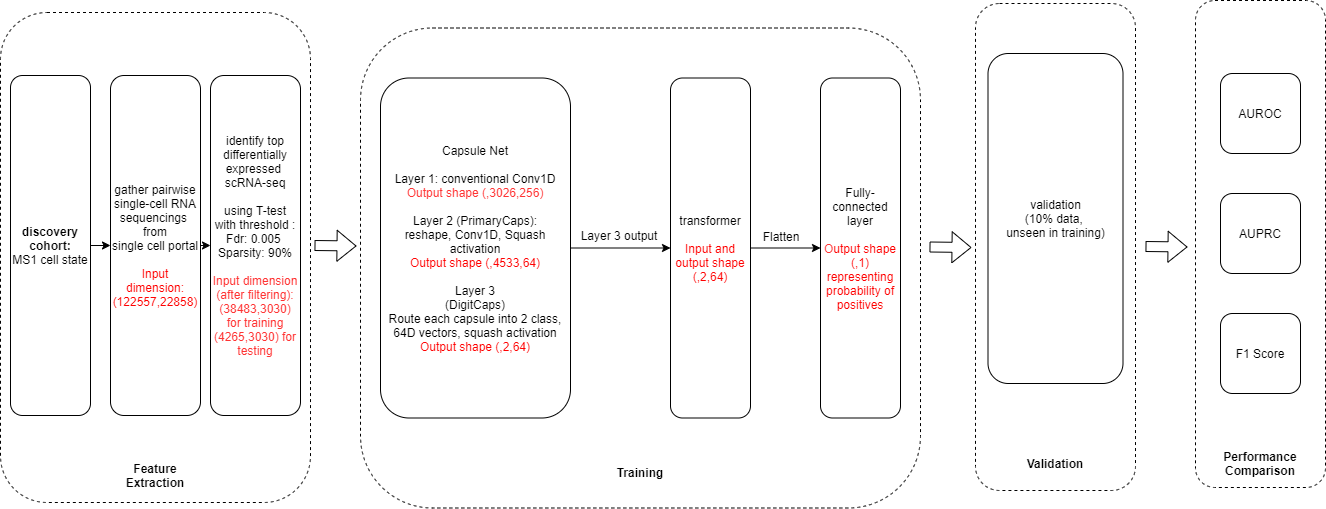 discovery
cohort:
MS1 cell state
gather pairwise
single-cell RNA
sequencings
from
single cell portal
Input
dimension:
(122557,22858)
identify top
differentially
expressed
scRNA-seq
using T-test
with threshold :
Fdr: 0.005
Sparsity: 90%
Input dimension
(after filtering):
(38483,3030)
for training
(4265,3030) for
testing
Feature
Extraction
Capsule Net
Layer 1: conventional Conv1D
Output shape (,3026,256)
Layer 2 (PrimaryCaps):
reshape, Conv1D, Squash
activation
Output shape (,4533,64)
Layer 3
(DigitCaps)
Route each capsule into 2 class,
64D vectors, squash activation
Output shape (,2,64)
Layer 3 output
transformer
Input and
output shape
(,2,64)
Flatten
Fully-
connected
layer
Output shape
(,1)
representing
probability of
positives
Training
validation
(10% data,
unseen in training)
Validation
AUROC
AUPRC
F1 Score
Performance
Comparison